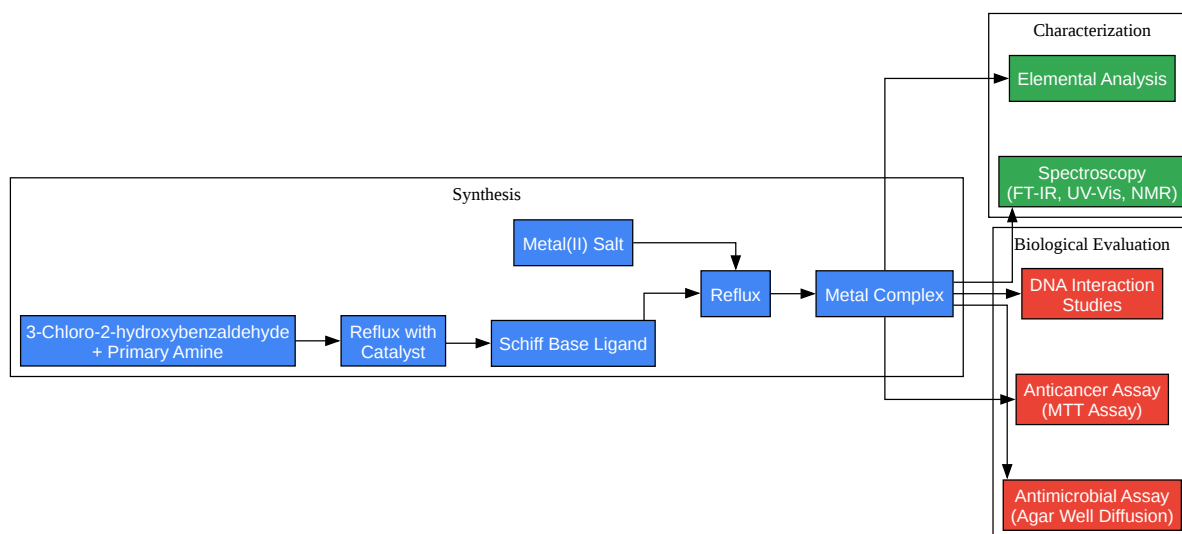 Characterization
Elemental Analysis
Spectroscopy
(FT-IR, UV-Vis, NMR)
Synthesis
Metal(II) Salt
Reflux
Metal Complex
3-Chloro-2-hydroxybenzaldehyde
+ Primary Amine
Reflux with
Catalyst
Schiff Base Ligand
Biological Evaluation
DNA Interaction
Studies
Anticancer Assay
(MTT Assay)
Antimicrobial Assay
(Agar Well Diffusion)